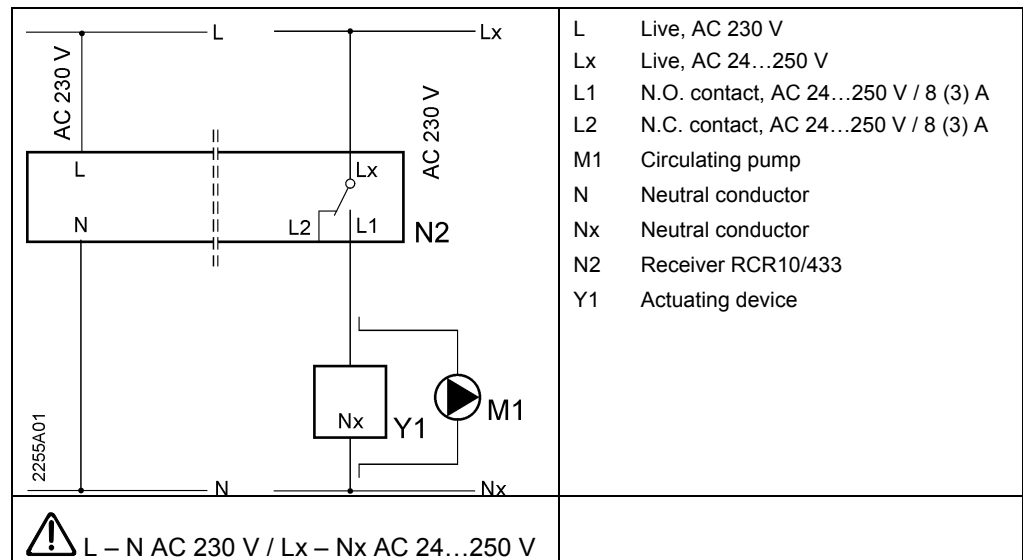 L
Lx
AC 230 V
AC 230 V
L
Lx
N
L2
L1
N2
Nx
Y1
M1
2255A01
N
Nx
L – N AC 230 V / Lx – Nx AC 24…250 V
L Live, AC 230 V
Lx Live, AC 24…250 V
L1 N.O. contact, AC 24…250 V / 8 (3) A
L2 N.C. contact, AC 24…250 V / 8 (3) A
M1 Circulating pump
N Neutral conductor
Nx Neutral conductor
N2 Receiver RCR10/433
Y1 Actuating device